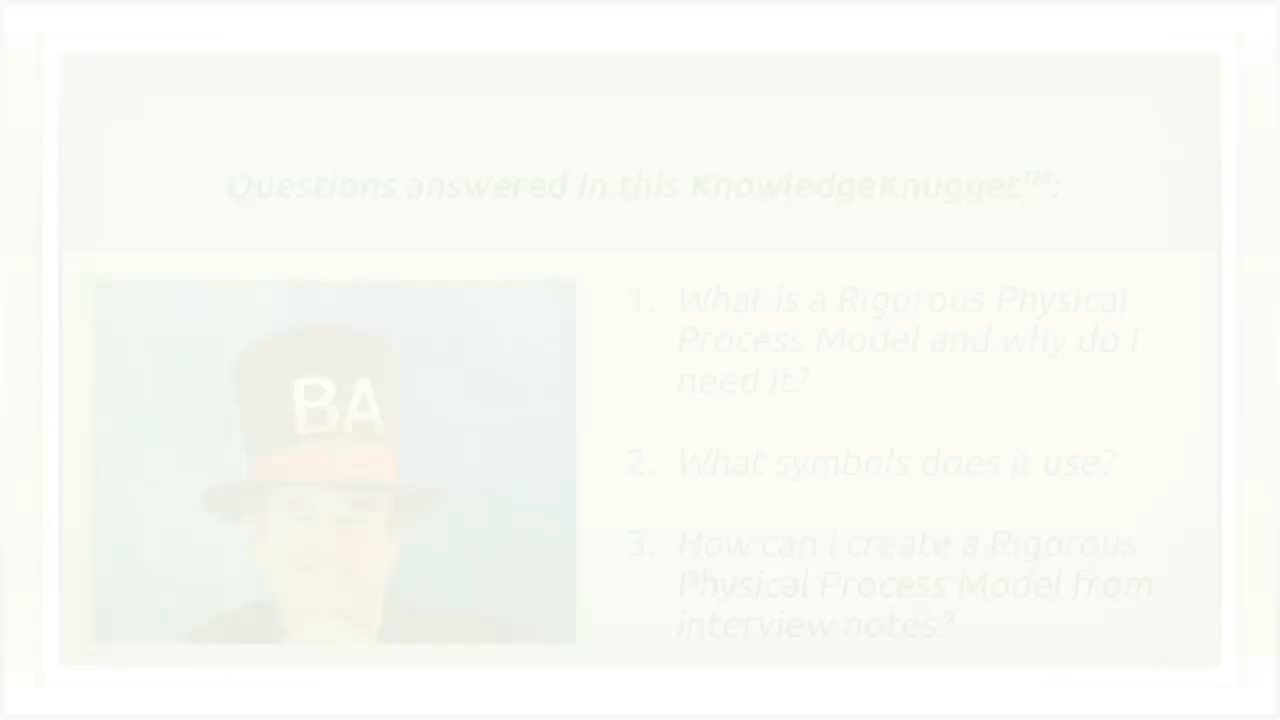 Questions answered in this KnowledgeKnugget™:
BA
1. What is a Rigorous Physical
Process Model and why do I
need it?
2. What symbols does it use?
3. How can I create a Rigorous
Physical Process Model from
interview notes?